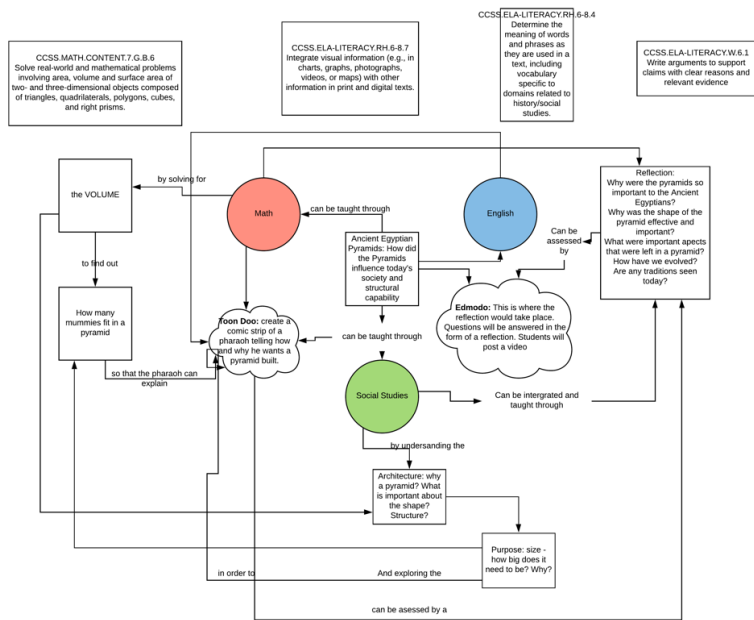 CCSS.MATH.CONTENT.7.G.B.6
Solve real-world and mathematical problems
involving area, volume and surface area of
two- and three-dimensional objects composed
of triangles, quadrilaterals, polygons, cubes,
and right prisms.
CCSS.ELA-LITERACY.RH.6-8.7
Integrate visual information (e.g., in
charts, graphs, photographs,
videos, or maps) with other
information in print and digital texts.
CCSS.ELA-LITERACY.RH.6-8.4
Determine the
meaning of words
and phrases as
they are used in a
text, including
vocabulary
specific to
domains related to
history/social
studies.
CCSS.ELA-LITERACY.W.6.1
Write arguments to support
claims with clear reasons and
relevant evidence
the VOLUME
by solving for
Math
can be taught through
English
Reflection:
Why were the pyramids so
important to the Ancient
Egyptians?
Why was the shape of the
pyramid effective and
important?
What were important apects
that were left in a pyramid?
How have we evolved?
Are any traditions seen
today?
Can be
assessed
by
Ancient Egyptian
Pyramids: How did
the Pyramids
influence today's
society and
structural
capability
to find out
How many
mummies fit in a
pyramid
Toon Doo: create a
comic strip of a
pharaoh telling how
and why he wants a
pyramid built.
Edmodo: This is where the
reflection would take place.
Questions will be answered in the
form of a reflection. Students will
post a video
can be taught through
so that the pharaoh can
explain
Social Studies
Can be intergrated and
taught through
by undersanding the
Architecture: why
a pyramid? What
is important about
the shape?
Structure?
Purpose: size -
how big does it
need to be? Why?
in order to
And exploring the
can be asessed by a